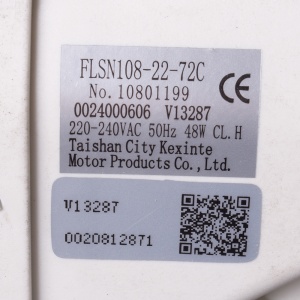 FLSN108-22-72C
No.10801199
CE
0024000606 V13287
220-240VAC 50Hz 48W CL.H
Taishan City Kexinte
Motor Products Co., Ltd.
V13287
0020812871